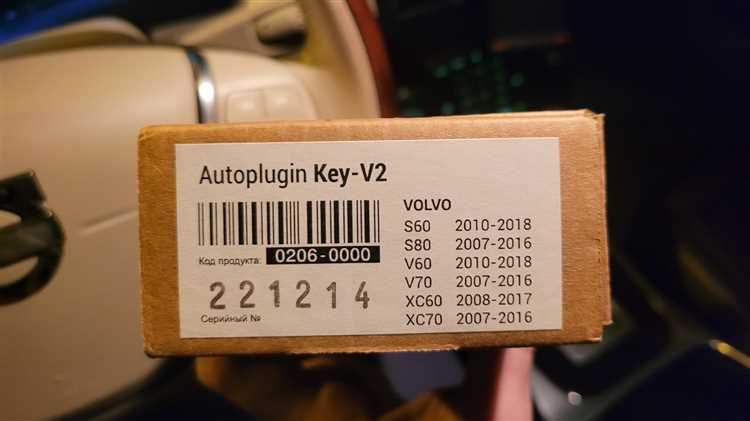 Autoplugin Key-V2
Код продукта: 0206-0000
221214
Серийный №
VOLVO
S60 2010-2018
S80 2007-2016
V60 2010-2018
V70 2007-2016
XC60 2008-2017
XC70 2007-2016